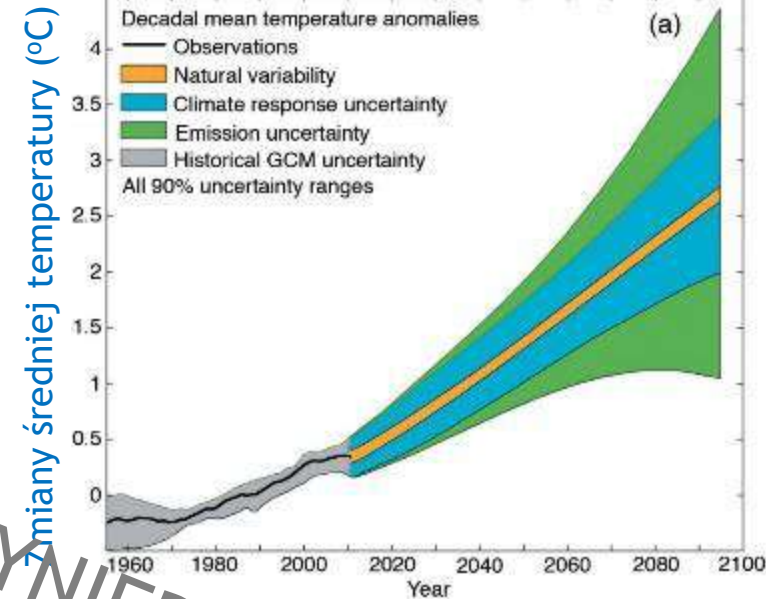 Decadal mean temperature anomalies
(a)
Observations
Natural variability
Climate response uncertainty
Emission uncertainty
Historical GCM uncertainty
All 90% uncertainty ranges
Zmiany średniej temperatury (°C)
4
3.5
3
2.5
2
1.5
1
0.5
0
1960 1980 2000 2020 2040 2060 2080 2100
Year